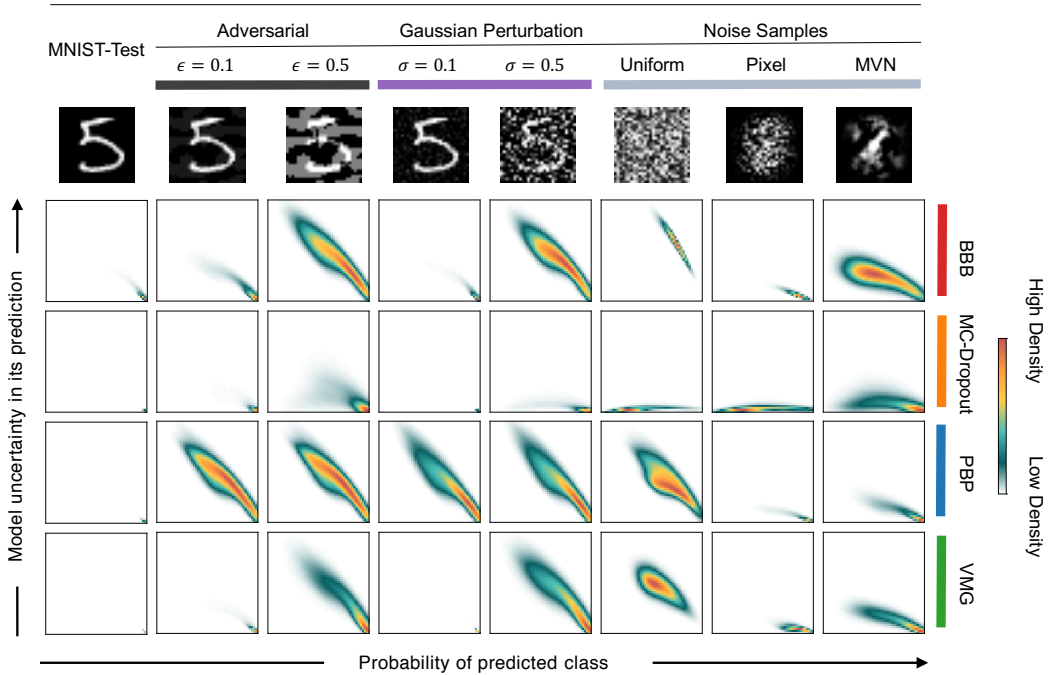 Adversarial Gaussian Perturbation Noise Samples
MNIST-Test
ϵ = 0.1 ϵ = 0.5 σ = 0.1 σ = 0.5 Uniform Pixel MVN
Model uncertainty in its prediction
BBB
MC-Dropout
PBP
VMG
High Density
Low Density
Probability of predicted class